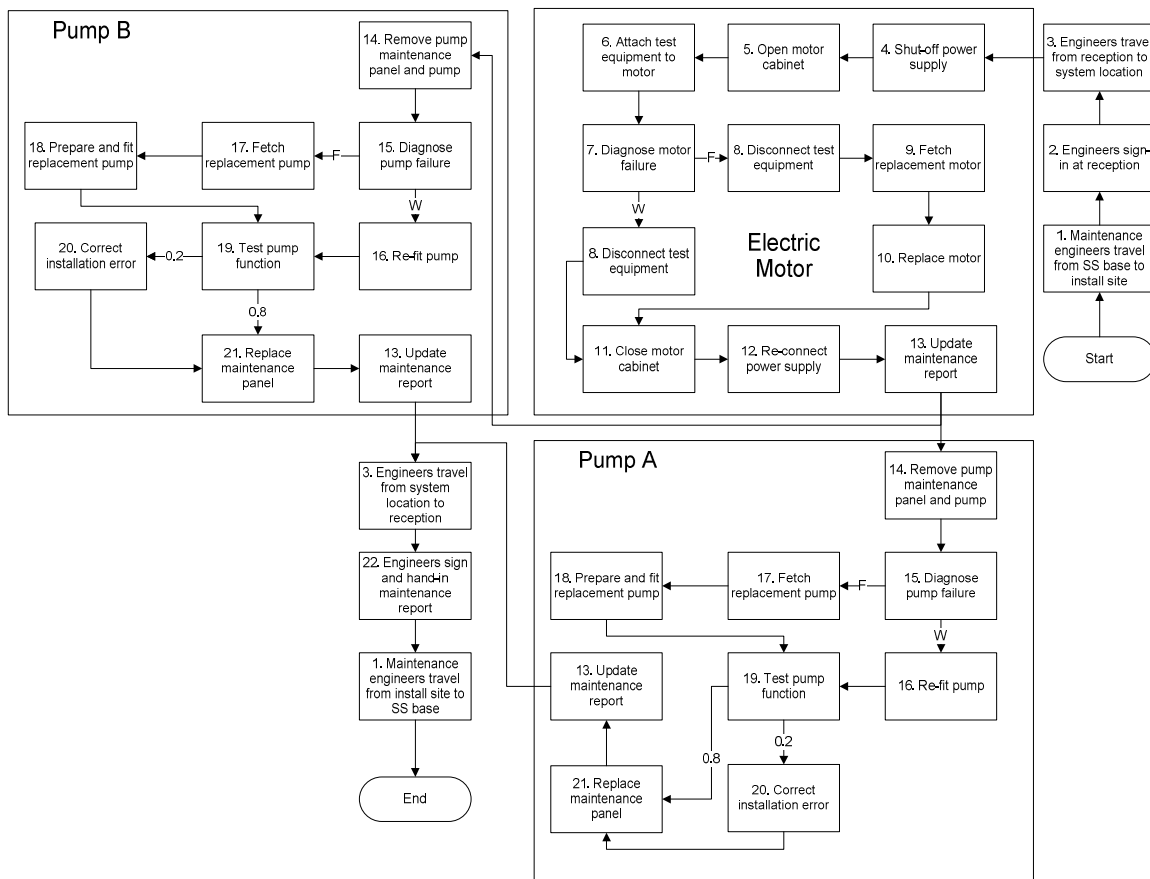 Pump B
14. Remove pump
maintenance
panel and pump
18. Prepare and fit
replacement pump
17. Fetch
replacement pump
F
15. Diagnose
pump failure
W
20. Correct
installation error
0.2
19. Test pump
function
16. Re-fit pump
0.8
21. Replace
maintenance
panel
13. Update
maintenance
report
6. Attach test
equipment to
motor
5. Open motor
cabinet
4. Shut-off power
supply
7. Diagnose motor
failure
F
8. Disconnect test
equipment
9. Fetch
replacement motor
W
8. Disconnect test
equipment
Electric
Motor
10. Replace motor
11. Close motor
cabinet
12. Re-connect
power supply
13. Update
maintenance
report
3. Engineers travel
from reception to
system location
2. Engineers sign-
in at reception
1. Maintenance
engineers travel
from SS base to
install site
Start
3. Engineers travel
from system
location to
reception
22. Engineers sign
and hand-in
maintenance
report
1. Maintenance
engineers travel
from install site to
SS base
End
Pump A
14. Remove pump
maintenance
panel and pump
18. Prepare and fit
replacement pump
17. Fetch
replacement pump
F
15. Diagnose
pump failure
W
13. Update
maintenance
report
19. Test pump
function
16. Re-fit pump
0.8
0.2
21. Replace
maintenance
panel
20. Correct
installation error